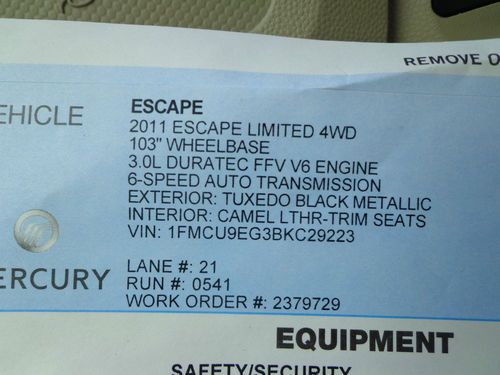 REMOVE
EHICLE
ESCAPE
2011 ESCAPE LIMITED 4WD
103" WHEELBASE
3.0L DURATEC FFV V6 ENGINE
6-SPEED AUTO TRANSMISSION
EXTERIOR: TUXEDO BLACK METALLIC
INTERIOR: CAMEL LTHR-TRIM SEATS
VIN: 1FMCU9EG3BKC29223
ERCURY
LANE #: 21
RUN #: 0541
WORK ORDER #: 2379729
EQUIPMENT
SAFETY/SECURITY